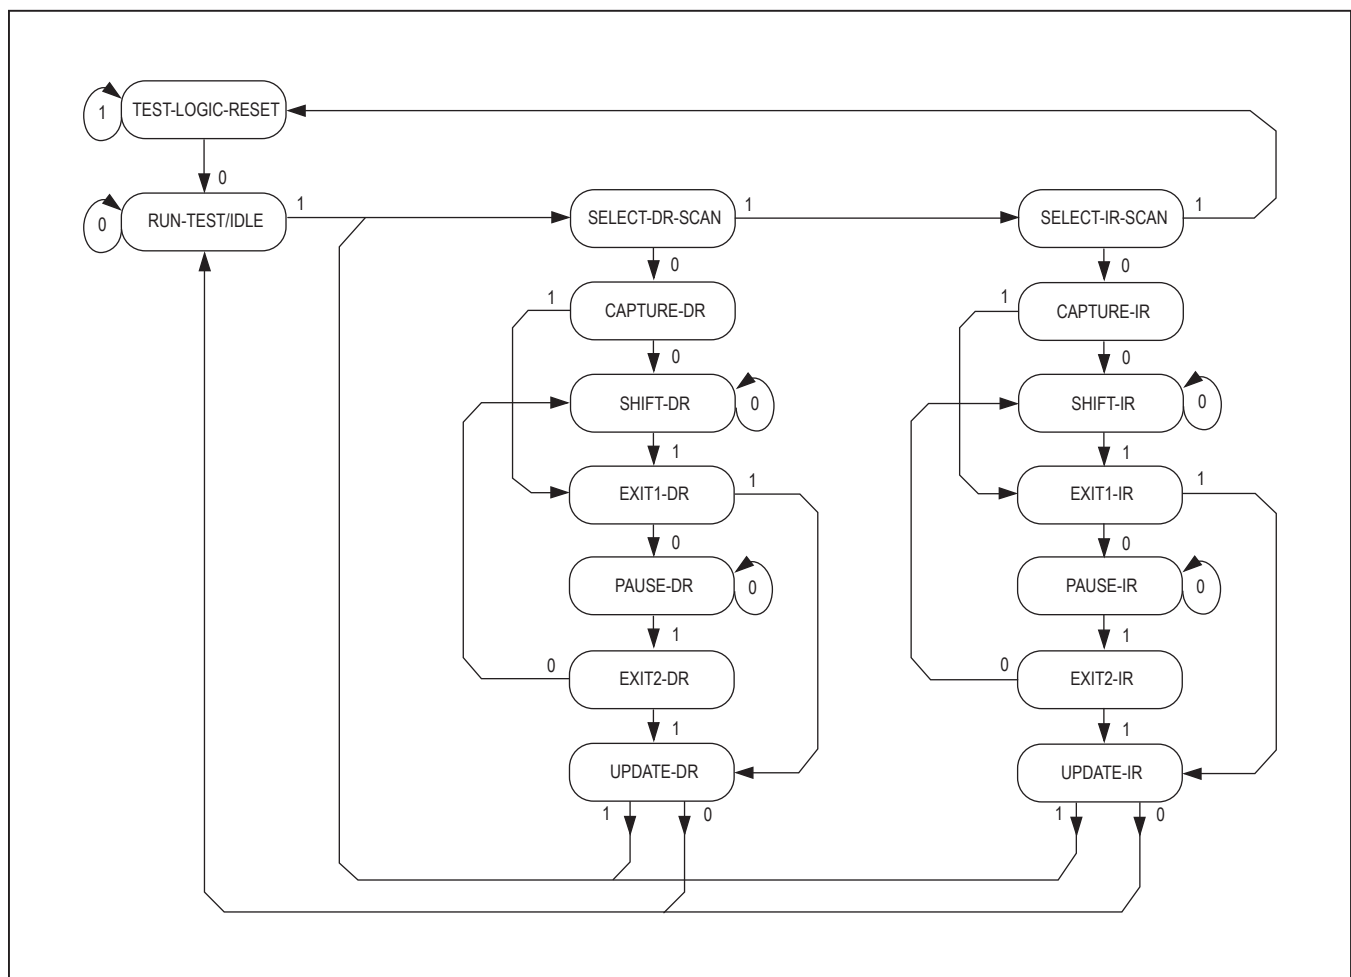 TEST-LOGIC-RESET
1
0
RUN-TEST/IDLE
0
1
SELECT-DR-SCAN
1
SELECT-IR-SCAN
1
0
0
1
CAPTURE-DR
1
CAPTURE-IR
0
0
SHIFT-DR
0
SHIFT-IR
0
1
1
EXIT1-DR
1
EXIT1-IR
1
0
0
PAUSE-DR
0
PAUSE-IR
0
1
1
0
EXIT2-DR
0
EXIT2-IR
1
1
UPDATE-DR
UPDATE-IR
1
0
1
0